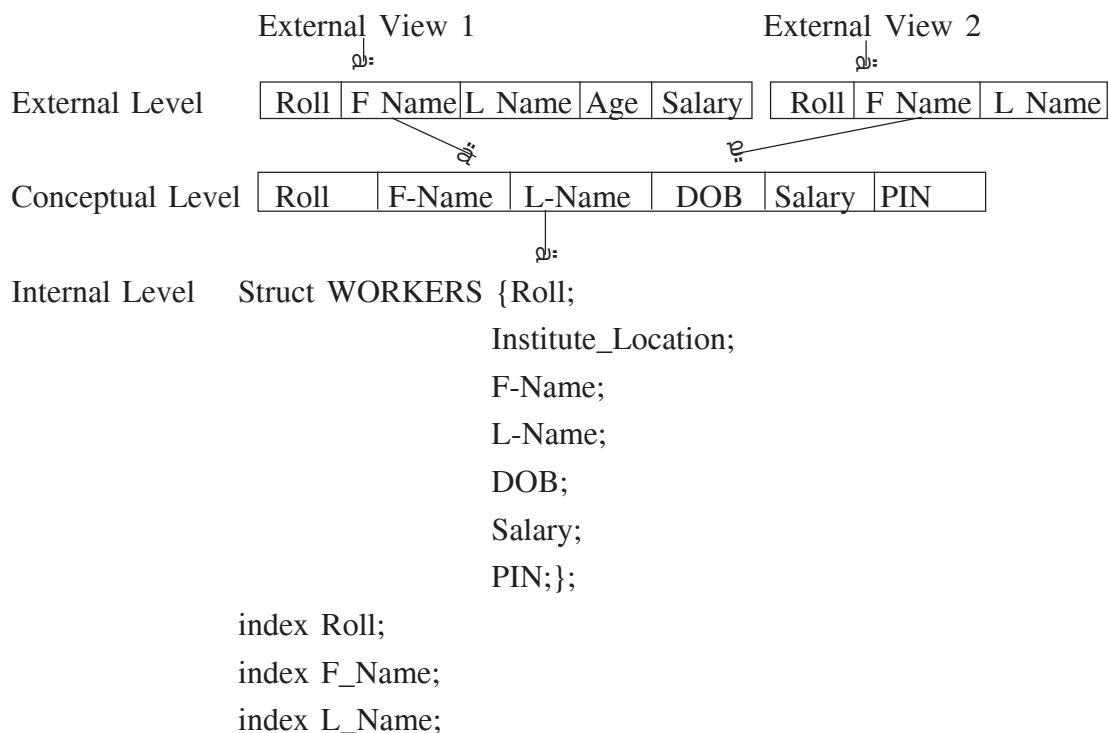 External View 1 External View 2
External Level Roll F Name L Name Age Salary Roll F Name L Name
Conceptual Level Roll F-Name L-Name DOB Salary PIN
Internal Level Struct WORKERS {Roll;
Institute_Location;
F-Name;
L-Name;
DOB;
Salary;
PIN;};
index Roll;
index F_Name;
index L_Name;